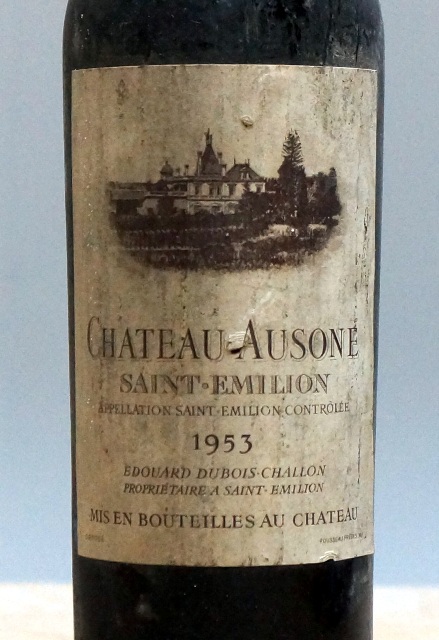 CHATEAU-AUSONE
SAINT-EMILION
APPELLATION SAINT-EMILION CONTRÔLÉE
1953
EDOUARD DUBOIS-CHALLON
PROPRIÉTAIRE A SAINT-EMILION
MIS EN BOUTEILLES AU CHATEAU